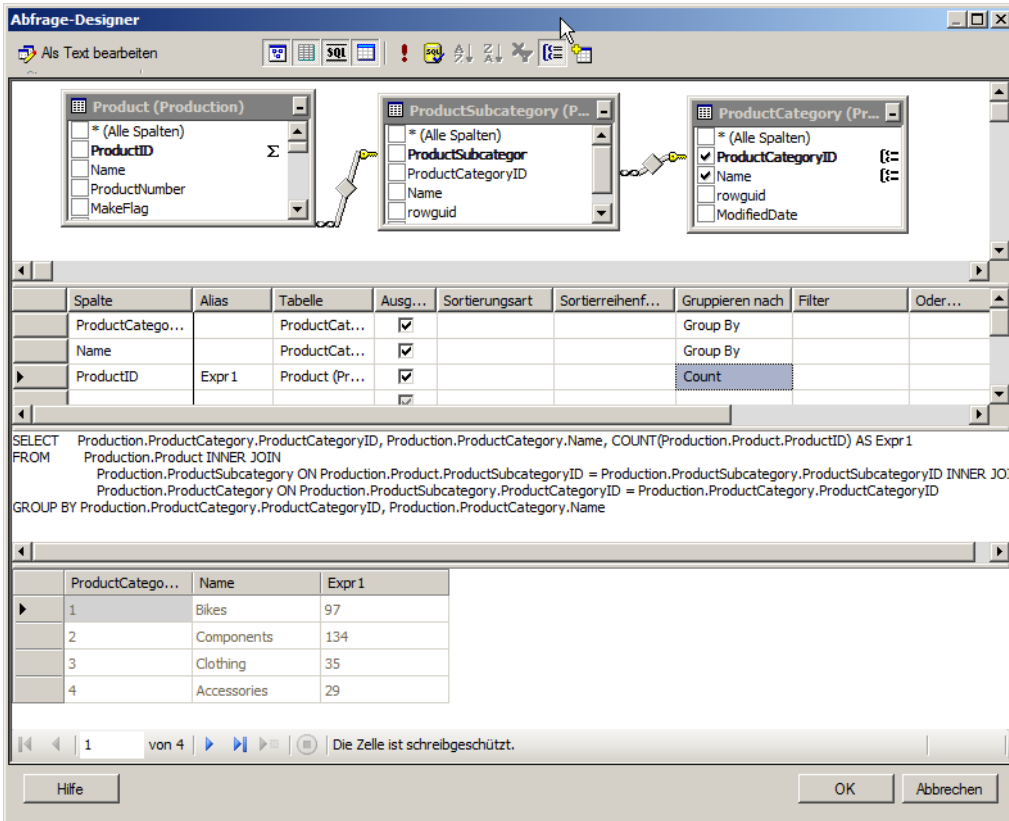 Abfrage-Designer
Als Text bearbeiten
SQL
Product (Production)
* (Alle Spalten)
ProductID
Name
ProductNumber
MakeFlag
ProductSubcategory (P...
* (Alle Spalten)
ProductSubcategor
ProductCategoryID
Name
rowguid
ProductCategory (Pr...
* (Alle Spalten)
ProductCategoryID
Name
rowguid
ModifiedDate
Spalte Alias Tabelle Ausg... Sortierungsart Sortierreihenf... Gruppieren nach Filter Oder...
ProductCatego... ProductCat... Group By
Name ProductCat... Group By
ProductID Expr1 Product (Pr... Count
SELECT Production.ProductCategory.ProductCategoryID, Production.ProductCategory.Name, COUNT(Production.Product.ProductID) AS Expr1
FROM Production.Product INNER JOIN
Production.ProductSubcategory ON Production.Product.ProductSubcategoryID = Production.ProductSubcategory.ProductSubcategoryID INNER JOI
Production.ProductCategory ON Production.ProductSubcategory.ProductCategoryID = Production.ProductCategory.ProductCategoryID
GROUP BY Production.ProductCategory.ProductCategoryID, Production.ProductCategory.Name
ProductCatego... Name Expr1
1 Bikes 97
2 Components 134
3 Clothing 35
4 Accessories 29
1 von 4 Die Zelle ist schreibgeschützt.
Hilfe OK Abbrechen